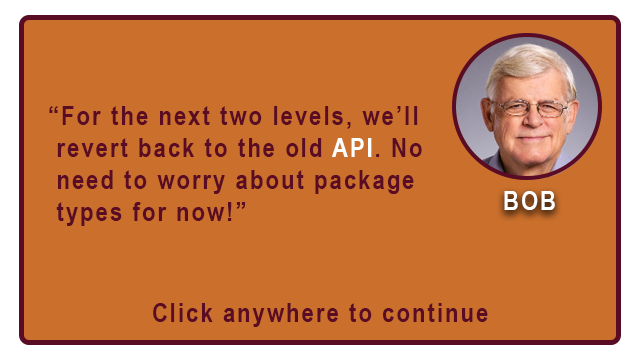 “For the next two levels, we’ll
revert back to the old API. No
need to worry about package
types for now!”
BOB
Click anywhere to continue